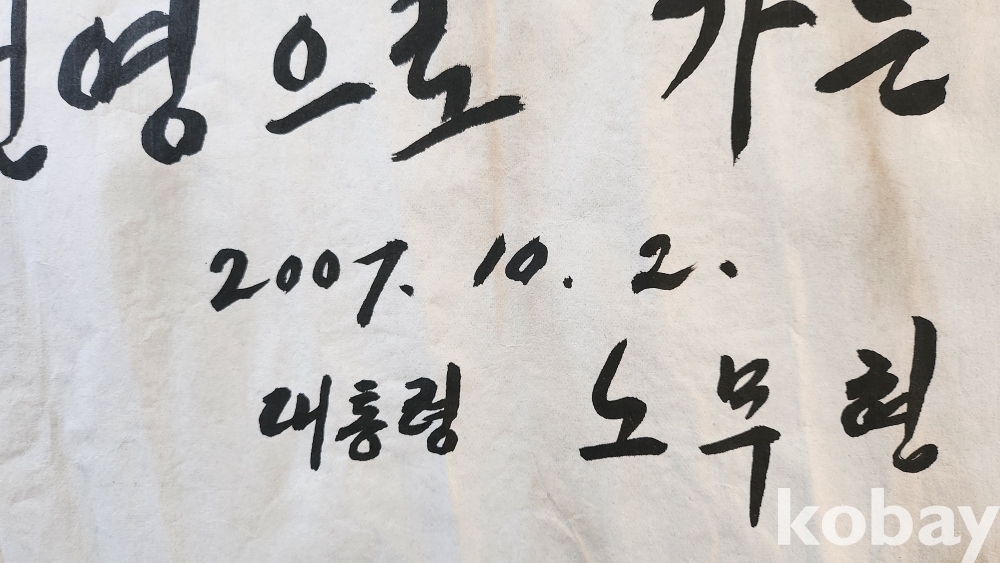 영으로 가는
2007. 10. 2.
대통령 노무현
kobay